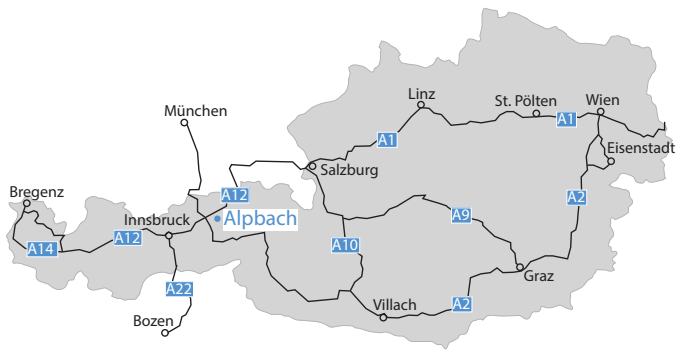 Linz
St. Pölten
Wien
A1
München
A1
Eisenstadt
Salzburg
Bregenz
A12
A2
Innsbruck
Alpbach
A9
A14
A12
A10
Graz
A22
Villach
A2
Bozen